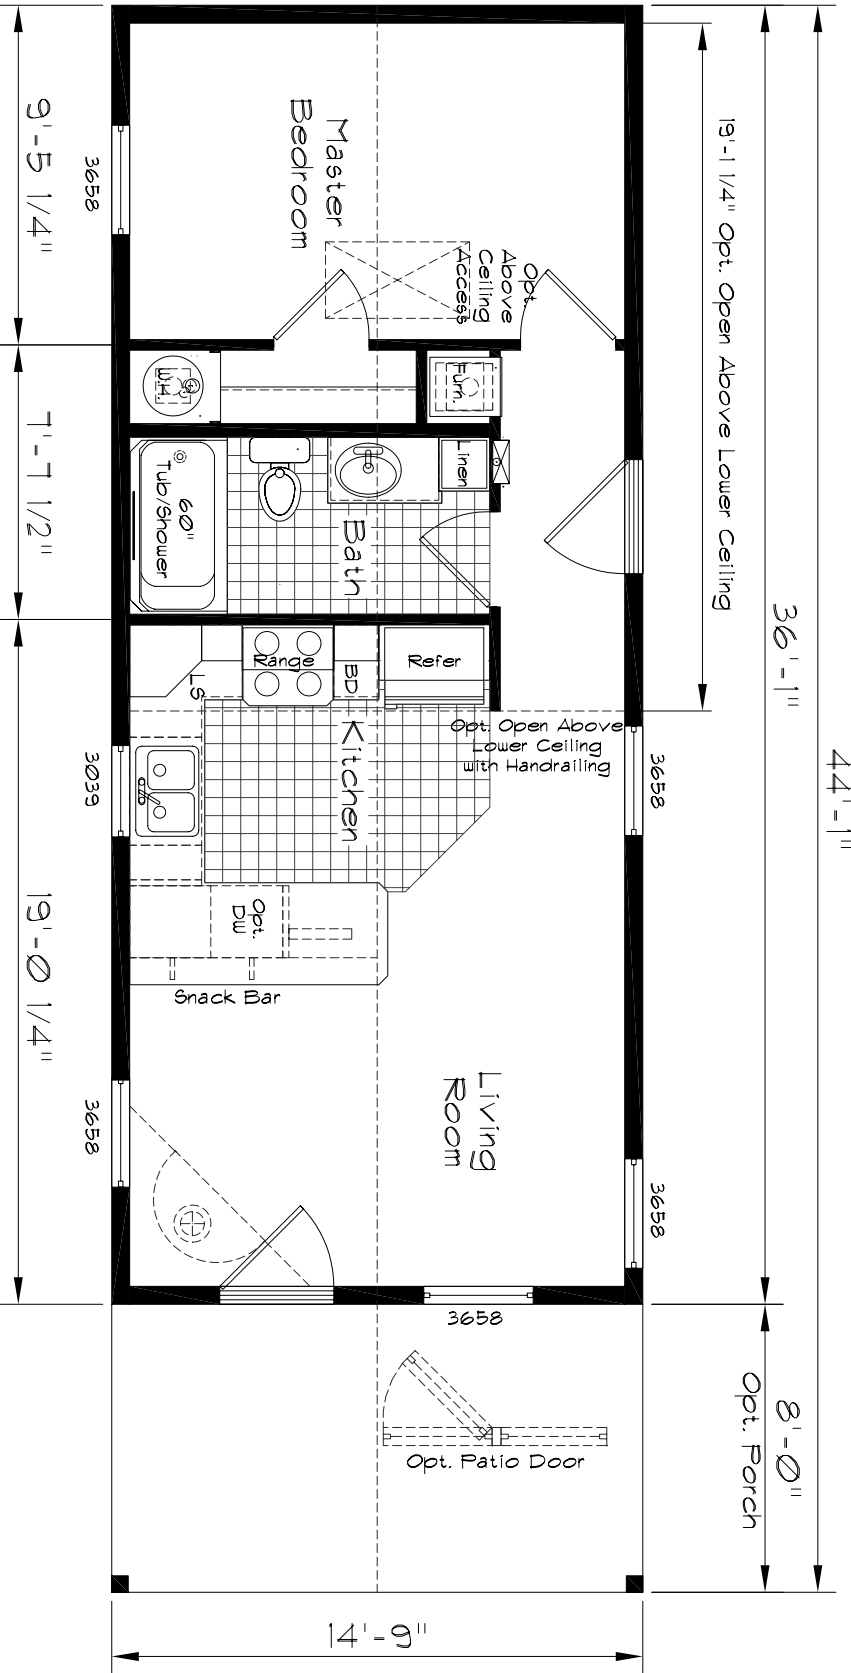 9'-5 1/4"
3658
Master
Bedroom
Opt.
Above
Ceiling
Access
19'-1 1/4" Opt. Open Above Lower Ceiling
W.H.
Furn.
7'-7 1/2"
60"
Tub/Shower
Linen
Bath
36'-1"
44'-1"
Range
BD
Refer
LS
Kitchen
Opt. Open Above
Lower Ceiling
with Handrailing
3039
3658
19'-0 1/4"
Opt.
DW
Snack Bar
Living
Room
3658
3658
3658
Opt. Patio Door
8'-0"
Opt. Porch
14'-9"